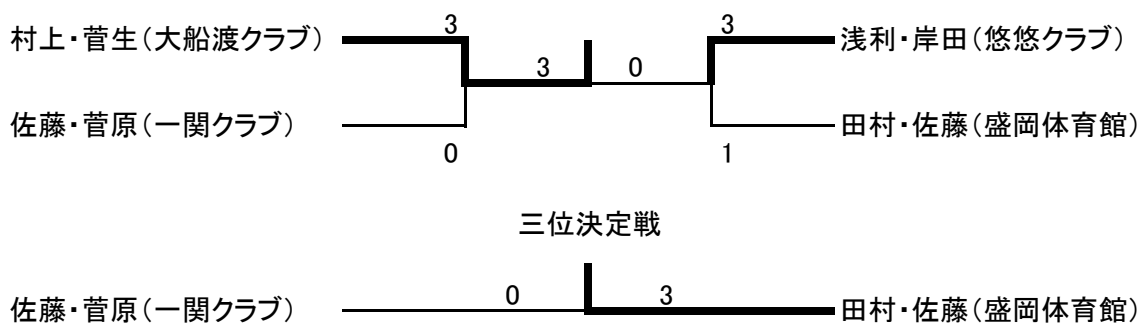 3 3
村上・菅生(大船渡クラブ) 浅利・岸田(悠悠クラブ)
3 0
佐藤・菅原(一関クラブ) 田村・佐藤(盛岡体育館)
0 1
三位決定戦
0 3
佐藤・菅原(一関クラブ) 田村・佐藤(盛岡体育館)